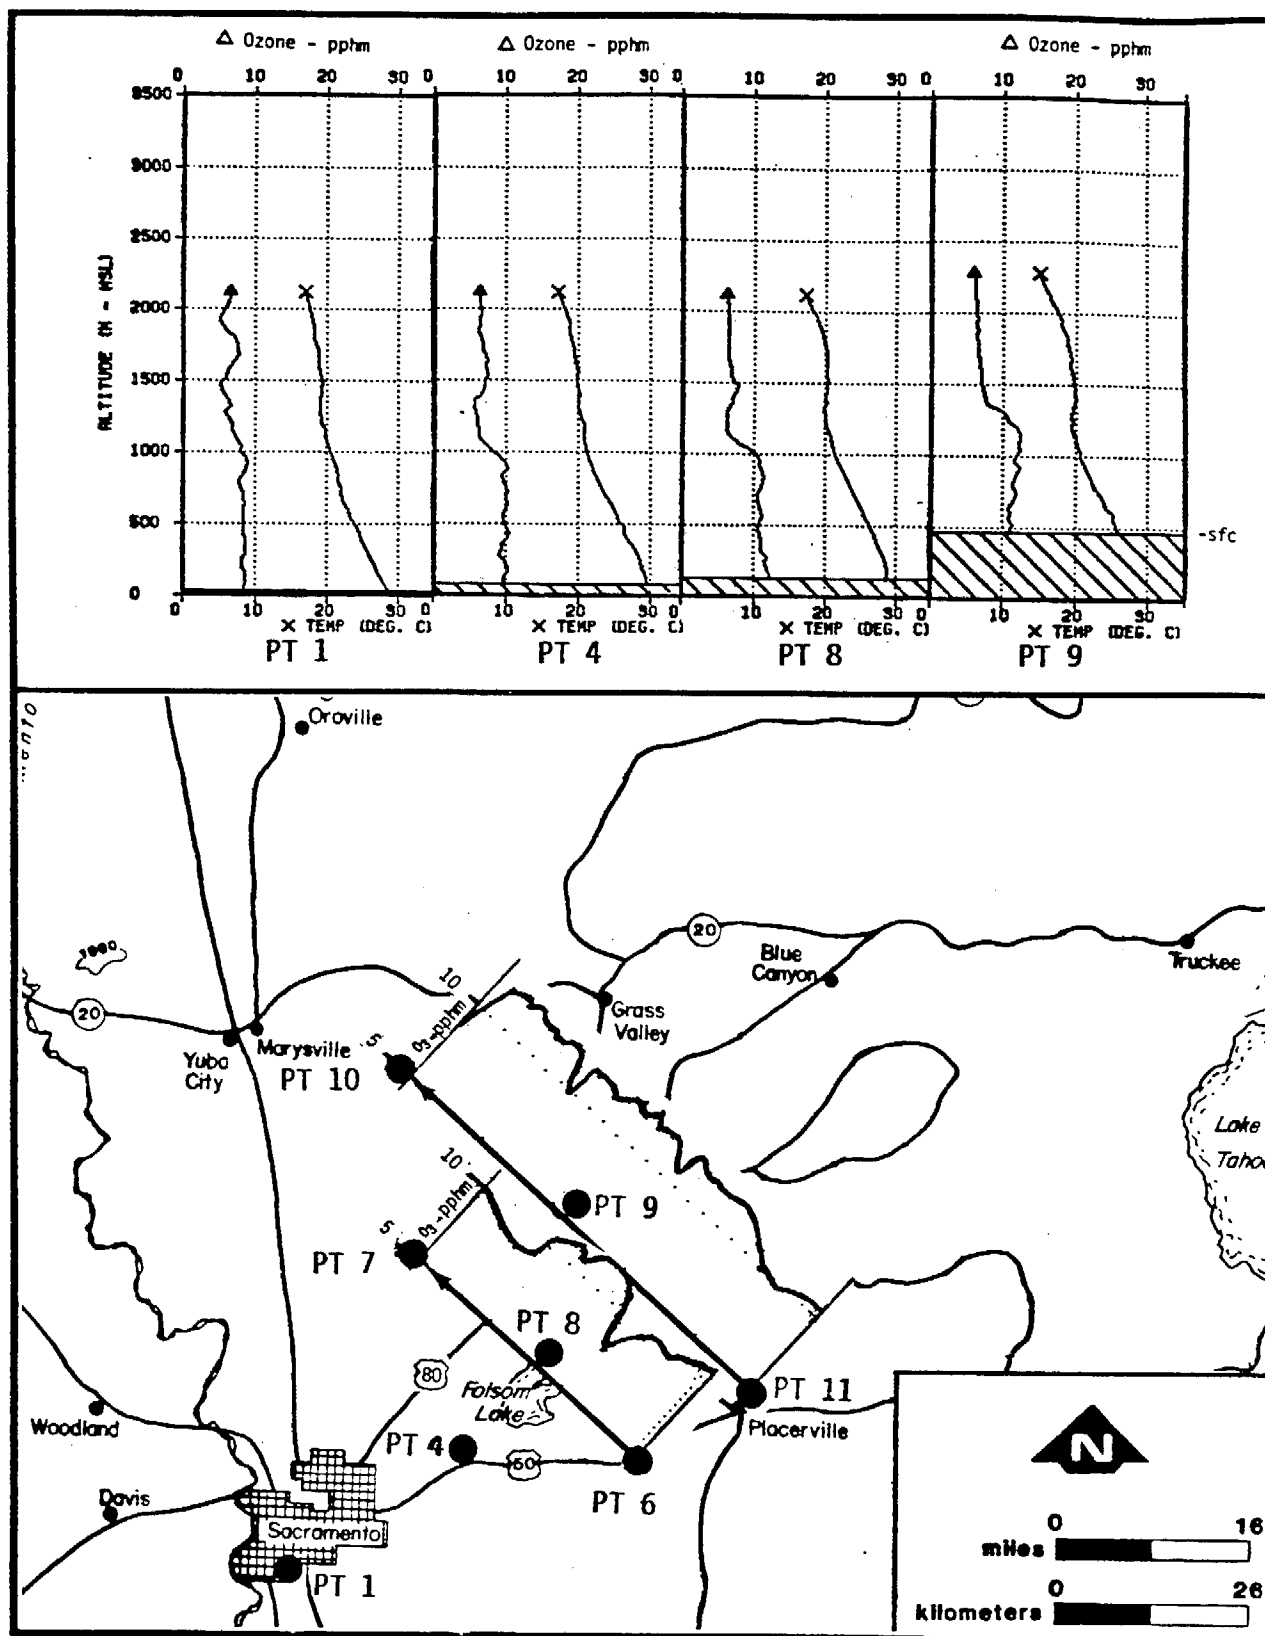 △ Ozone - pphm
△ Ozone - pphm
△ Ozone - pphm
0 10 20 30 0 10 20 30 0 10 20 30 0 10 20 30
3500
3000
2500
2000
1500
1000
500
0
ALTITUDE (M - MSL)
-sfc
0 10 20 30 0 10 20 30 0 10 20 30 0 10 20 30
× TEMP (DEG. C)
× TEMP (DEG. C)
× TEMP (DEG. C)
× TEMP (DEG. C)
PT 1
PT 4
PT 8
PT 9
Oroville
20
Blue
Canyon
Truckee
1000
20
10
O3-pphm
5
Grass
Valley
Marysville
Yuba
City
PT 10
Lake
Taho
10
O3-pphm
5
PT 9
PT 7
PT 8
80
Folsom
Lake
PT 11
Placerville
Woodland
PT 4
50
PT 6
Davis
Sacramento
PT 1
N
0 16
miles
0 26
kilometers